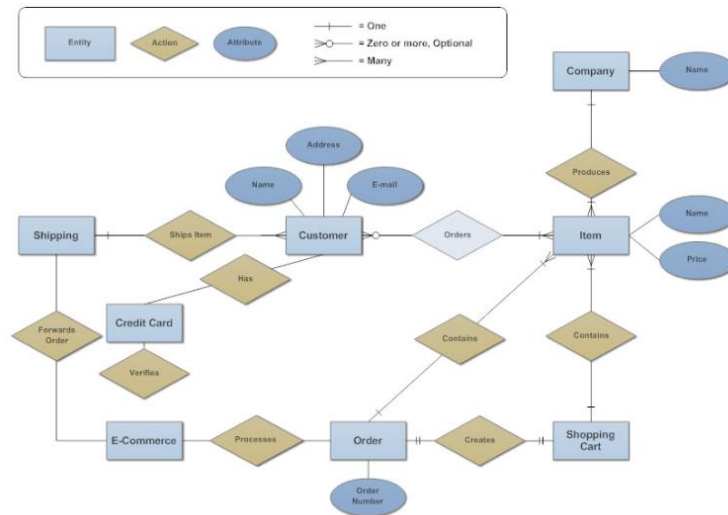 Entity
Action
Attribute
= One
= Zero or more, Optional
= Many
Company
Name
Address
Produces
Name
E-mail
Shipping
Ships Item
Customer
Orders
Item
Name
Price
Has
Credit Card
Forwards
Order
Verifies
Contains
Contains
E-Commerce
Processes
Order
Creates
Shopping
Cart
Order
Number